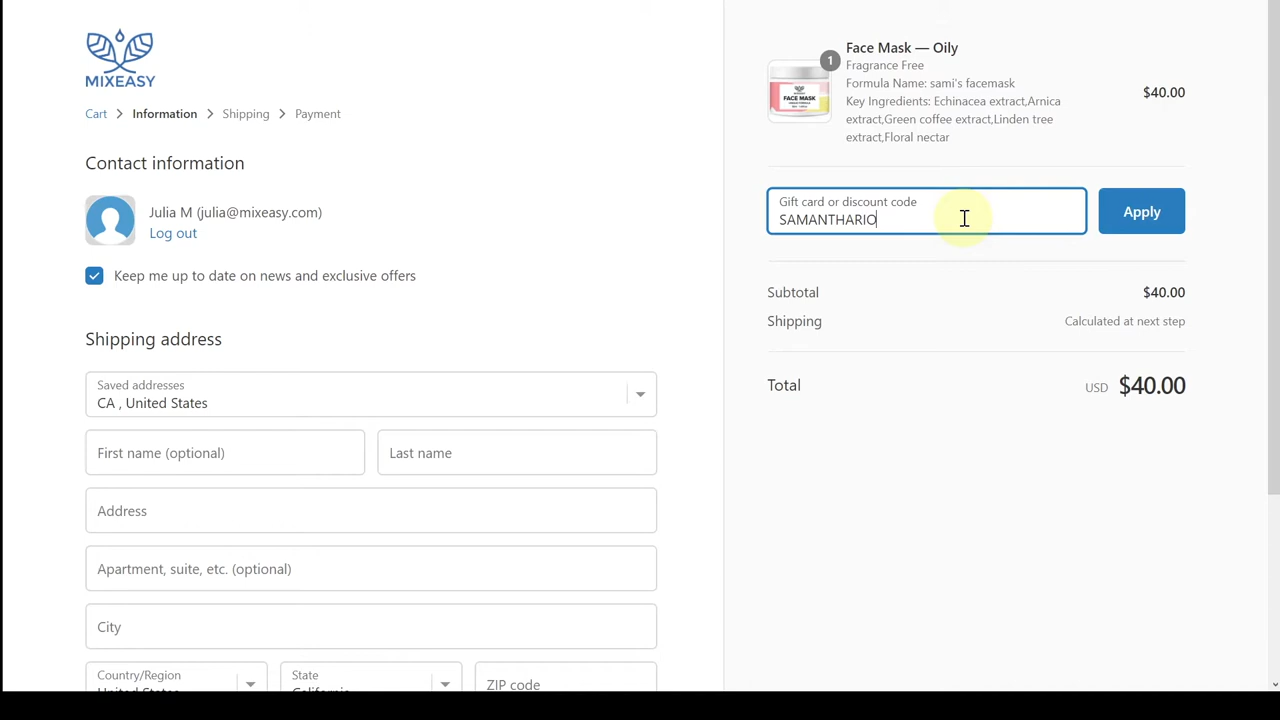 MIXEASY
Cart > Information > Shipping > Payment
Contact information
Julia M (julia@mixeasy.com)
Log out
Keep me up to date on news and exclusive offers
Shipping address
Saved addresses
CA , United States
First name (optional)
Last name
Address
Apartment, suite, etc. (optional)
City
Country/Region
United States
State
California
ZIP code
1
FACE MASK
Face Mask — Oily
Fragrance Free
Formula Name: sami's facemask
Key Ingredients: Echinacea extract,Arnica
extract,Green coffee extract,Linden tree
extract,Floral nectar
$40.00
Gift card or discount code
SAMANTHARIO
Apply
Subtotal
$40.00
Shipping
Calculated at next step
Total
USD $40.00